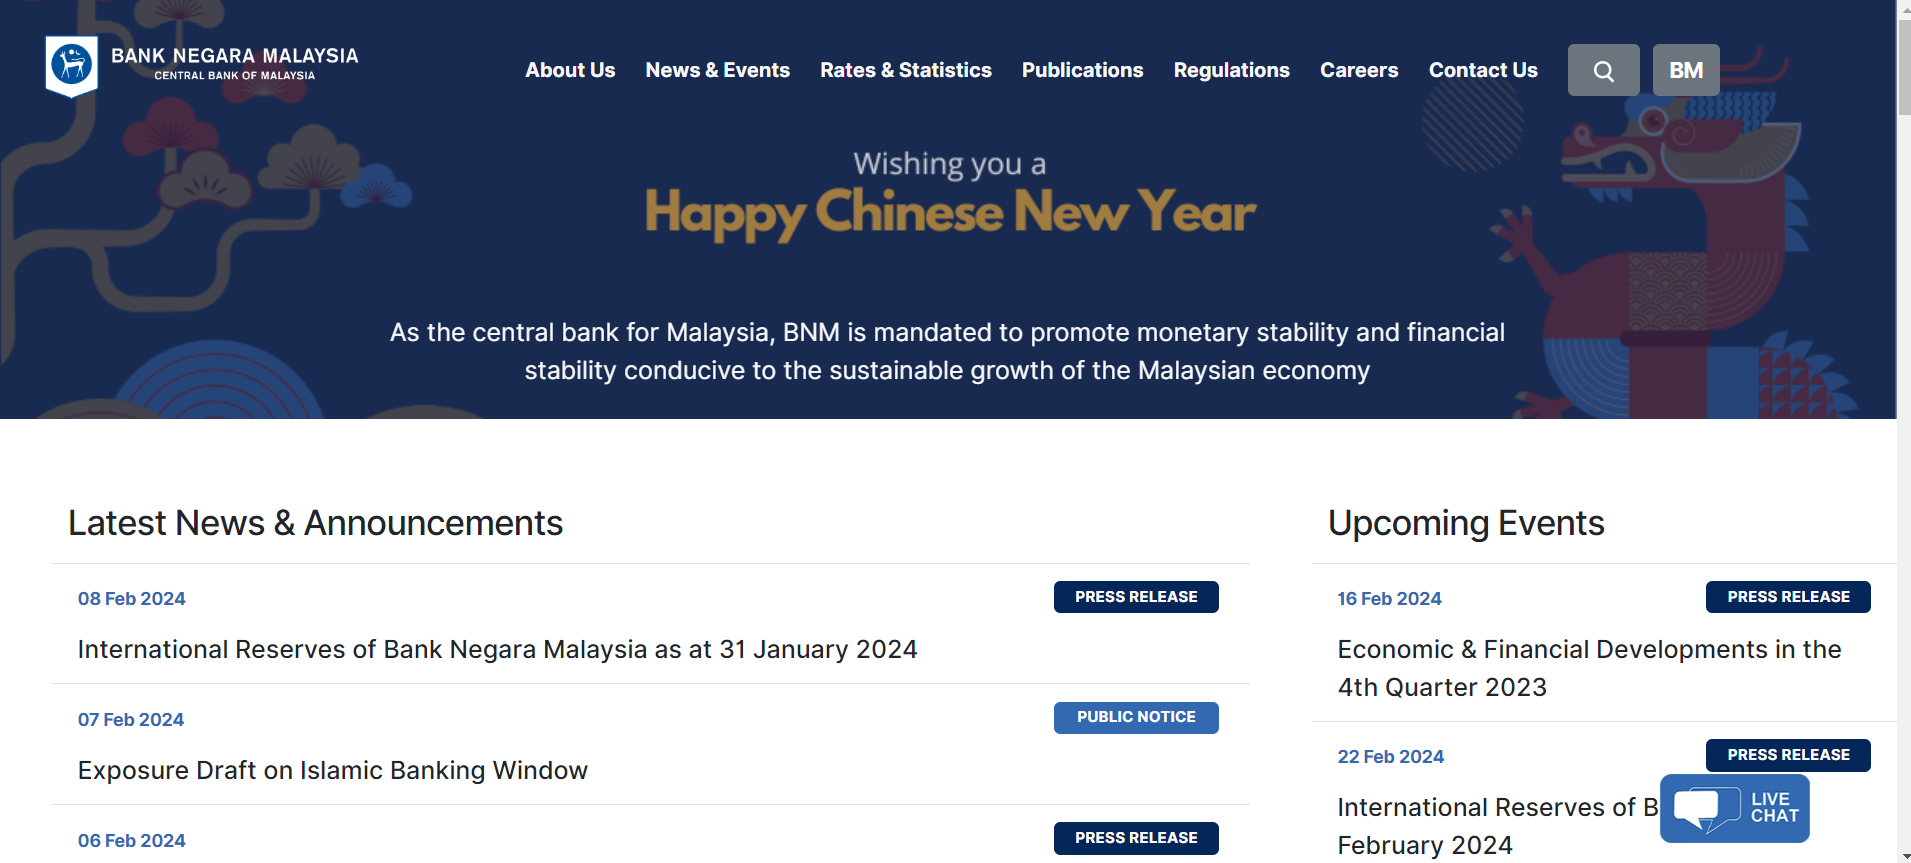 BANK NEGARA MALAYSIA
CENTRAL BANK OF MALAYSIA
About Us News & Events Rates & Statistics Publications Regulations Careers Contact Us BM
Wishing you a
Happy Chinese New Year
As the central bank for Malaysia, BNM is mandated to promote monetary stability and financial
stability conducive to the sustainable growth of the Malaysian economy
Latest News & Announcements
08 Feb 2024 PRESS RELEASE
International Reserves of Bank Negara Malaysia as at 31 January 2024
07 Feb 2024 PUBLIC NOTICE
Exposure Draft on Islamic Banking Window
06 Feb 2024 PRESS RELEASE
Upcoming Events
16 Feb 2024 PRESS RELEASE
Economic & Financial Developments in the
4th Quarter 2023
22 Feb 2024 PRESS RELEASE
International Reserves of B
February 2024
LIVE
CHAT